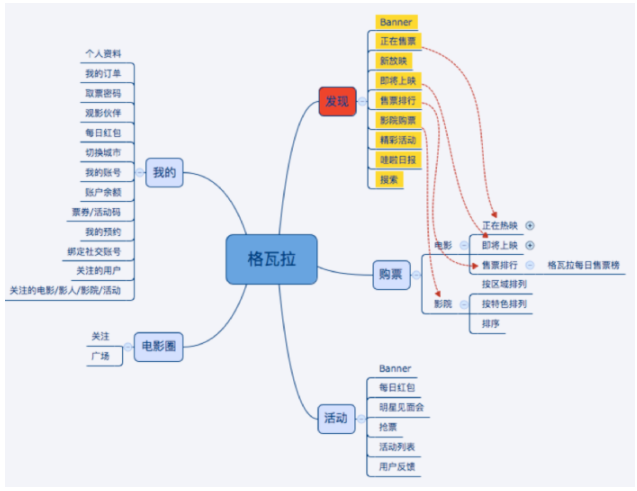 格瓦拉
发现
Banner
正在售票
新放映
即将上映
售票排行
影院购票
精彩活动
哇啦日报
搜索
购票
电影
正在热映
即将上映
售票排行
格瓦拉每日售票榜
影院
按区域排列
按特色排列
排序
活动
Banner
每日红包
明星见面会
抢票
活动列表
用户反馈
我的
个人资料
我的订单
取票密码
观影伙伴
每日红包
切换城市
我的账号
账户余额
票券/活动码
我的预约
绑定社交账号
关注的用户
关注的电影/影人/影院/活动
电影圈
关注
广场